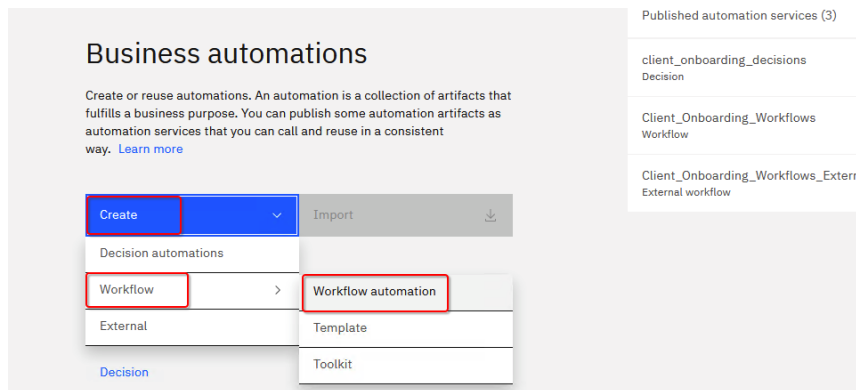 Business automations
Create or reuse automations. An automation is a collection of artifacts that
fulfills a business purpose. You can publish some automation artifacts as
automation services that you can call and reuse in a consistent
way. Learn more
Create
Import
Decision automations
Workflow
External
Decision
Workflow automation
Template
Toolkit
Published automation services (3)
client_onboarding_decisions
Decision
Client_Onboarding_Workflows
Workflow
Client_Onboarding_Workflows_Extern
External workflow